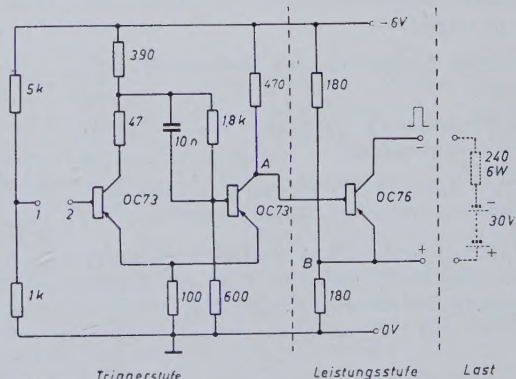 -6V
390
5k
470
180
47
10n
1,8k
A
240
6W
1
2
OC73
OC73
OC76
-
-
30V
B
+
+
1k
100
600
180
0V
Triggerstufe
Leistungsstufe
Last